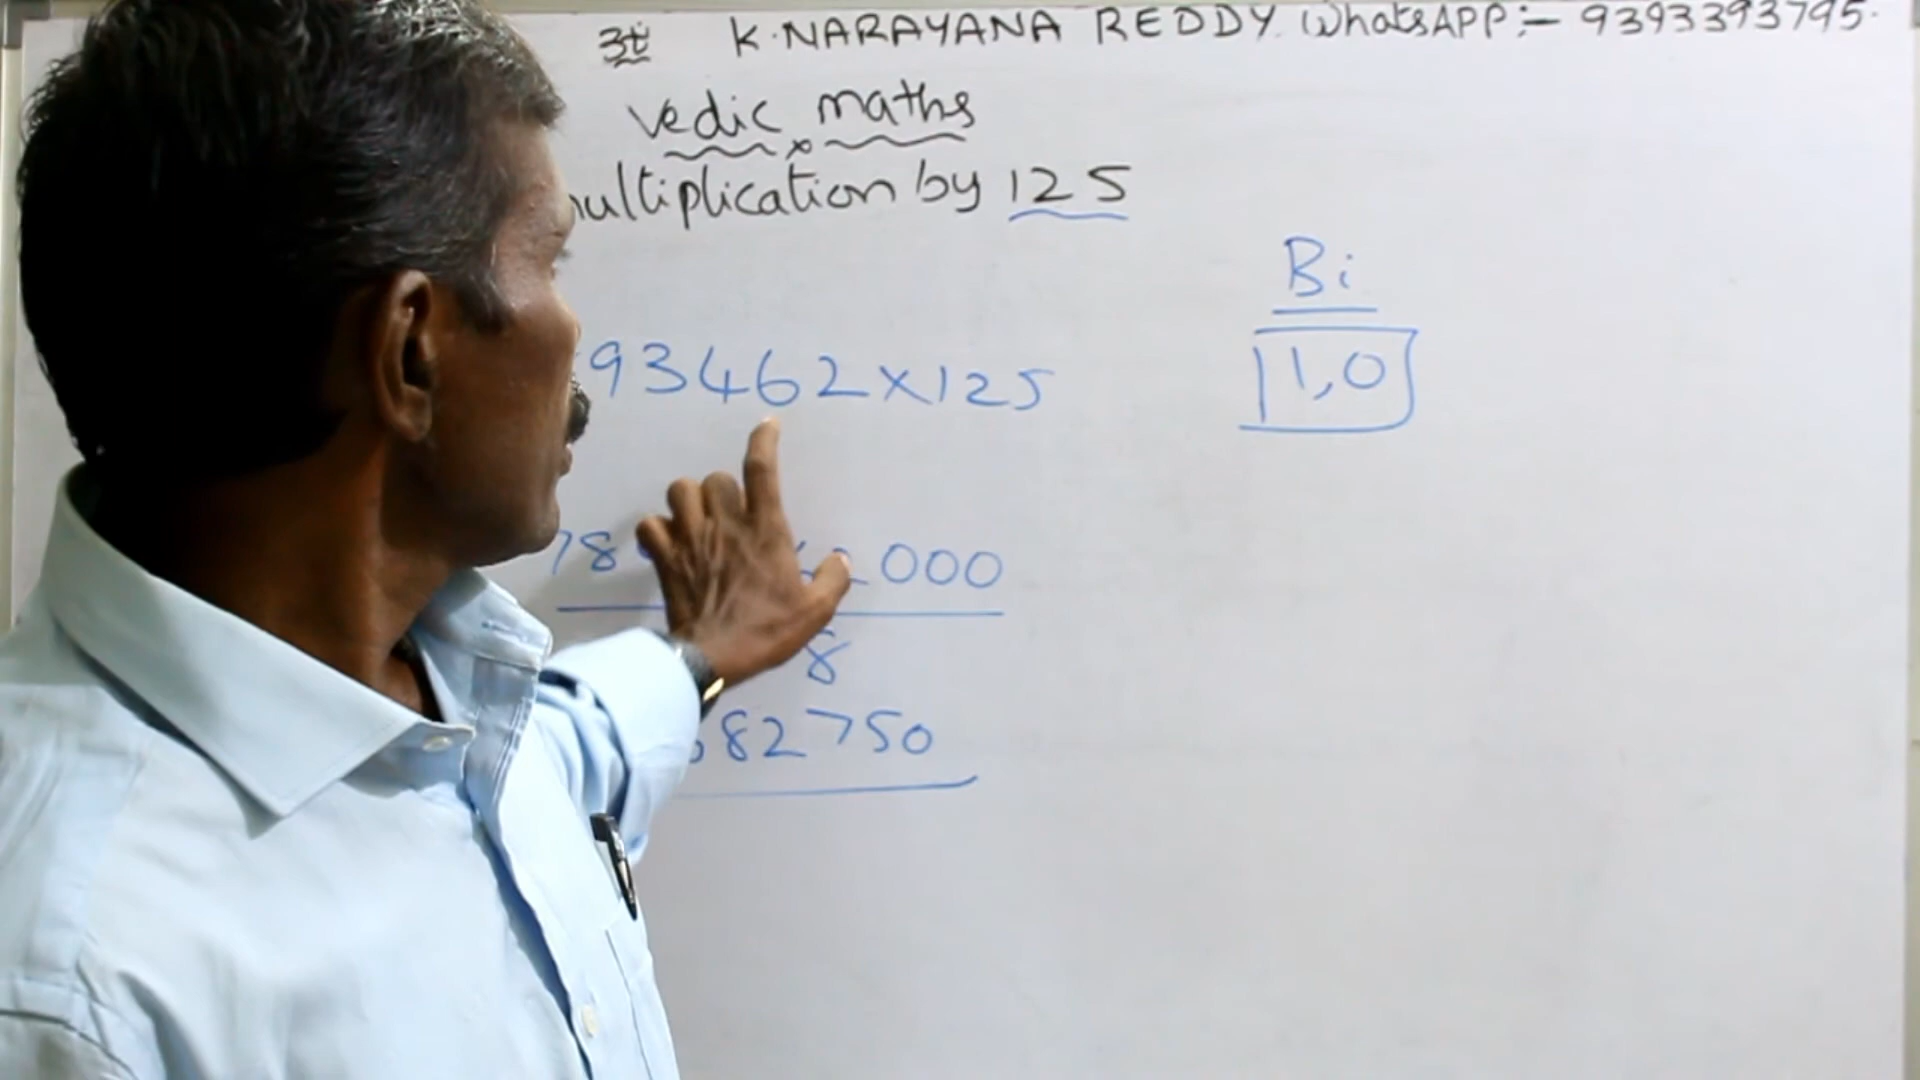 K. NARAYANA REDDY. WhatsAPP:- 9393393795.
vedic maths
ultiplication by 125
Bi
93462x125
1,0
000
8
82750